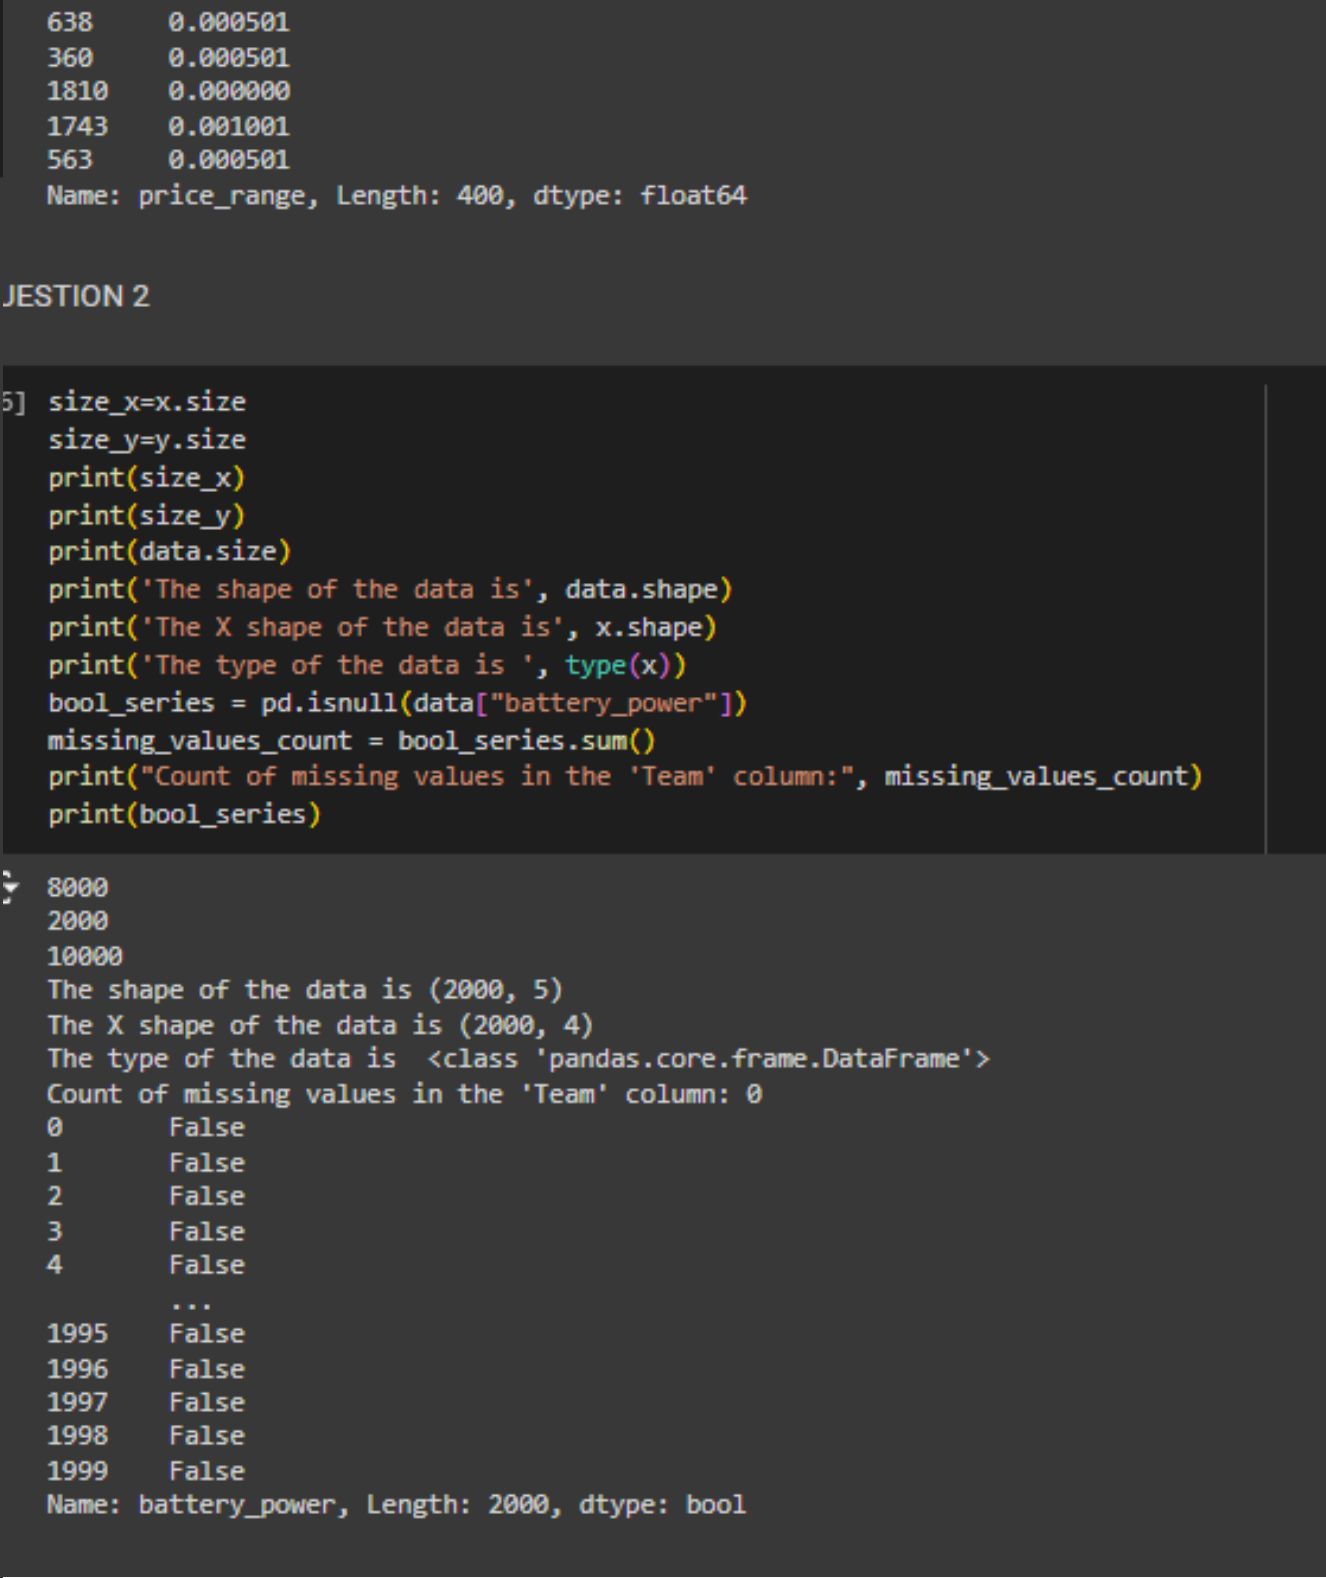 638     0.000501
360     0.000501
1810    0.000000
1743    0.001001
563     0.000501
Name: price_range, Length: 400, dtype: float64
JESTION 2
5] size_x=x.size
size_y=y.size
print(size_x)
print(size_y)
print(data.size)
print('The shape of the data is', data.shape)
print('The X shape of the data is', x.shape)
print('The type of the data is ', type(x))
bool_series = pd.isnull(data["battery_power"])
missing_values_count = bool_series.sum()
print("Count of missing values in the 'Team' column:", missing_values_count)
print(bool_series)
8000
2000
10000
The shape of the data is (2000, 5)
The X shape of the data is (2000, 4)
The type of the data is  <class 'pandas.core.frame.DataFrame'>
Count of missing values in the 'Team' column: 0
0       False
1       False
2       False
3       False
4       False
        ...
1995    False
1996    False
1997    False
1998    False
1999    False
Name: battery_power, Length: 2000, dtype: bool